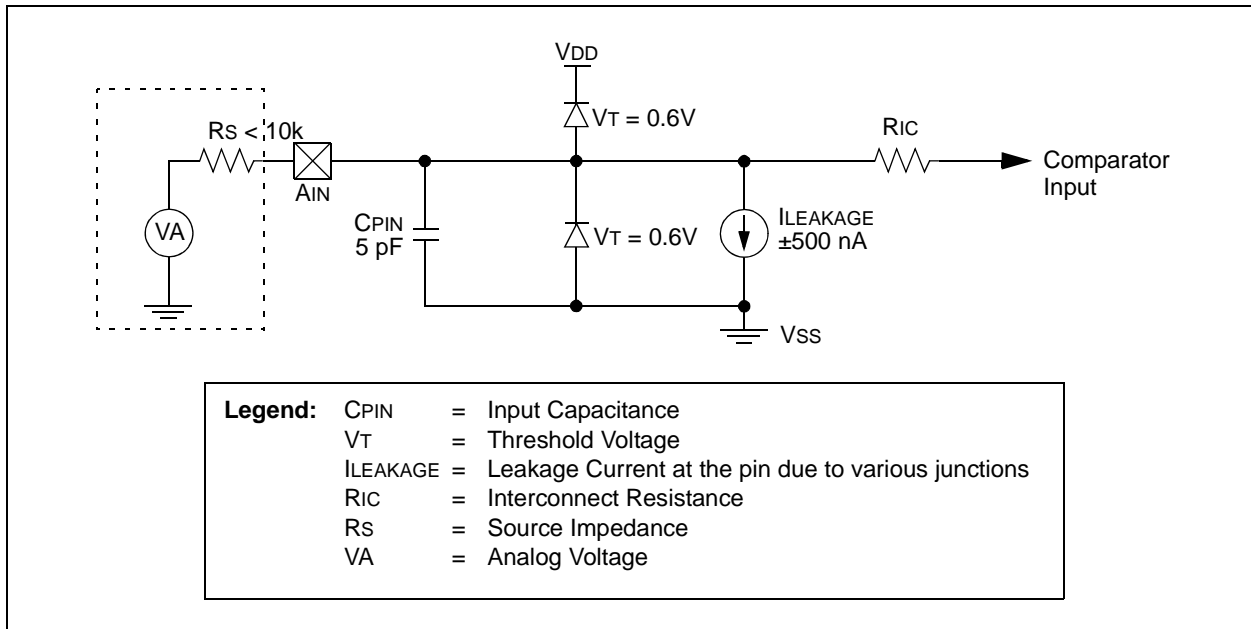 VDD
VT = 0.6V
RS < 10k
RIC
AIN
Comparator
Input
VA
CPIN
5 pF
VT = 0.6V
ILEAKAGE
±500 nA
VSS
Legend: CPIN = Input Capacitance
VT = Threshold Voltage
ILEAKAGE = Leakage Current at the pin due to various junctions
RIC = Interconnect Resistance
RS = Source Impedance
VA = Analog Voltage